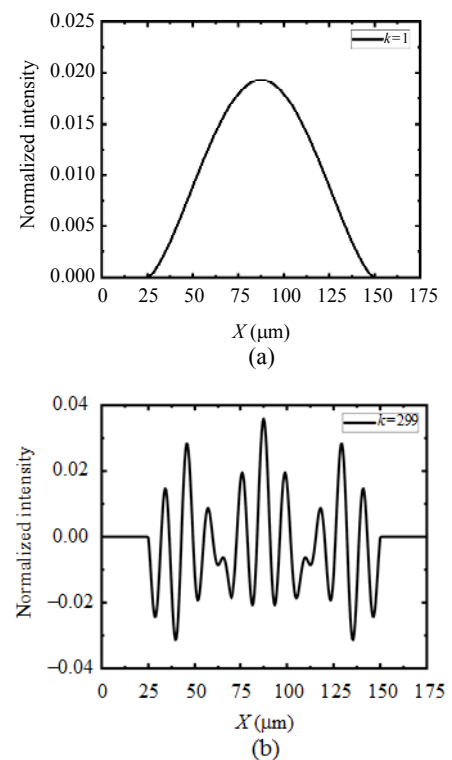 0.025
k=1
0.020
0.015
0.010
0.005
0.000
Normalized intensity
0 25 50 75 100 125 150 175
X (μm)
(a)
0.04
k=299
0.02
0.00
−0.02
−0.04
Normalized intensity
0 25 50 75 100 125 150 175
X (μm)
(b)